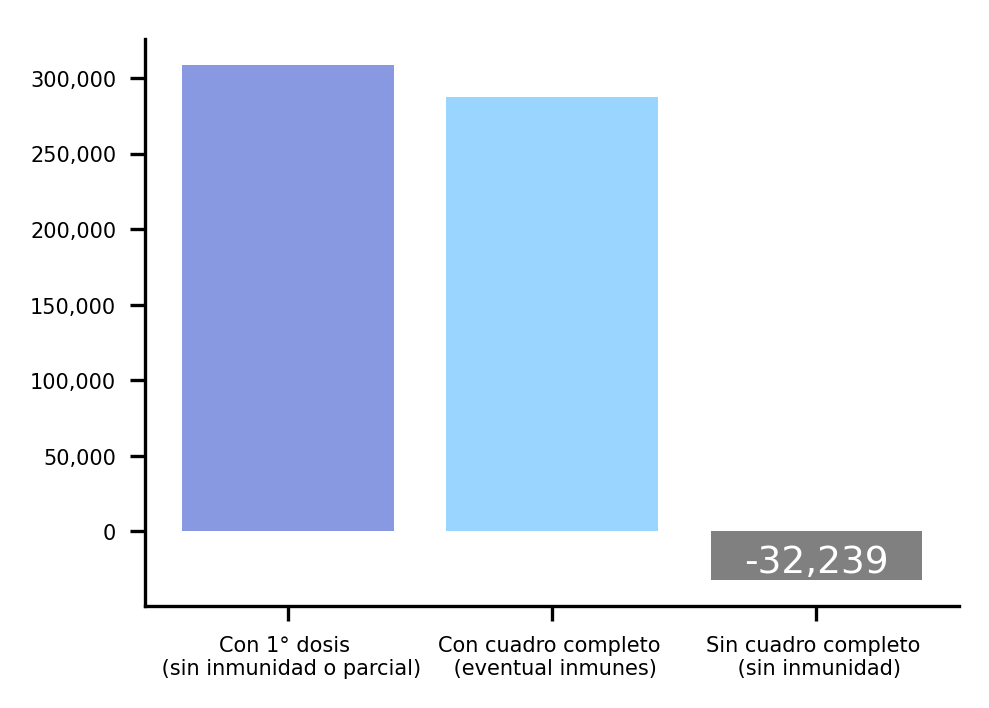 300,000
250,000
200,000
150,000
100,000
50,000
0
-32,239
Con 1° dosis
(sin inmunidad o parcial)
Con cuadro completo
(eventual inmunes)
Sin cuadro completo
(sin inmunidad)